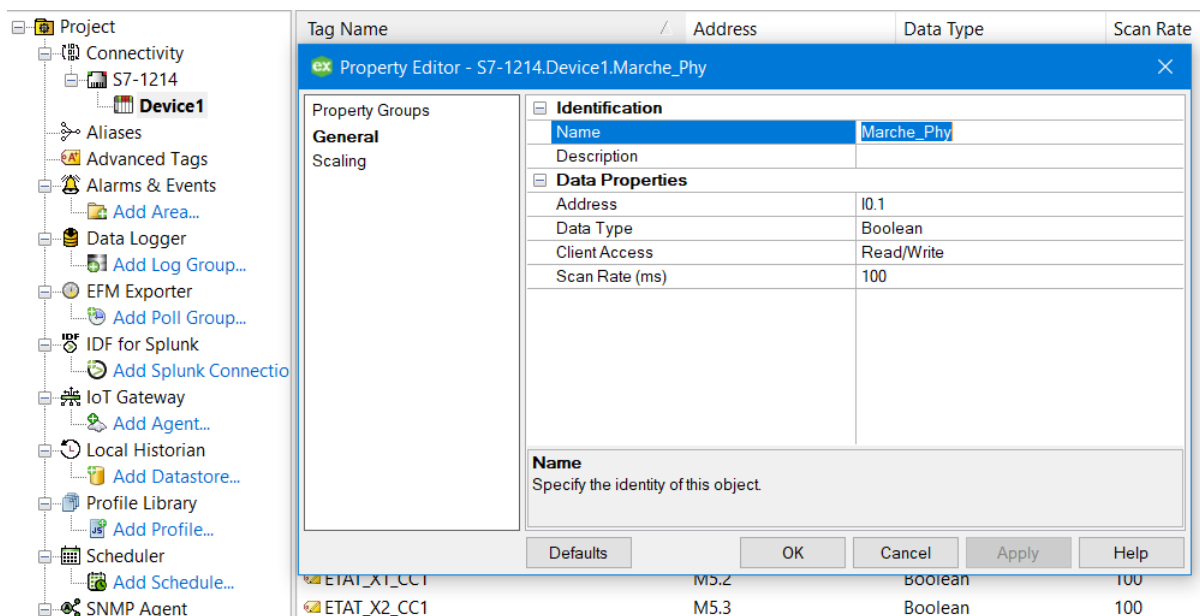 Project
Connectivity
S7-1214
Device1
Aliases
Advanced Tags
Alarms & Events
Add Area...
Data Logger
Add Log Group...
EFM Exporter
Add Poll Group...
IDF for Splunk
Add Splunk Connectio
IoT Gateway
Add Agent...
Local Historian
Add Datastore...
Profile Library
Add Profile...
Scheduler
Add Schedule...
SNMP Agent
Tag Name Address Data Type Scan Rate
ex Property Editor - S7-1214.Device1.Marche_Phy
Property Groups
General
Scaling
Identification
Name Marche_Phy
Description
Data Properties
Address I0.1
Data Type Boolean
Client Access Read/Write
Scan Rate (ms) 100
Name
Specify the identity of this object.
Defaults OK Cancel Apply Help
ETAT_X1_CC1 M5.2 Boolean 100
ETAT_X2_CC1 M5.3 Boolean 100